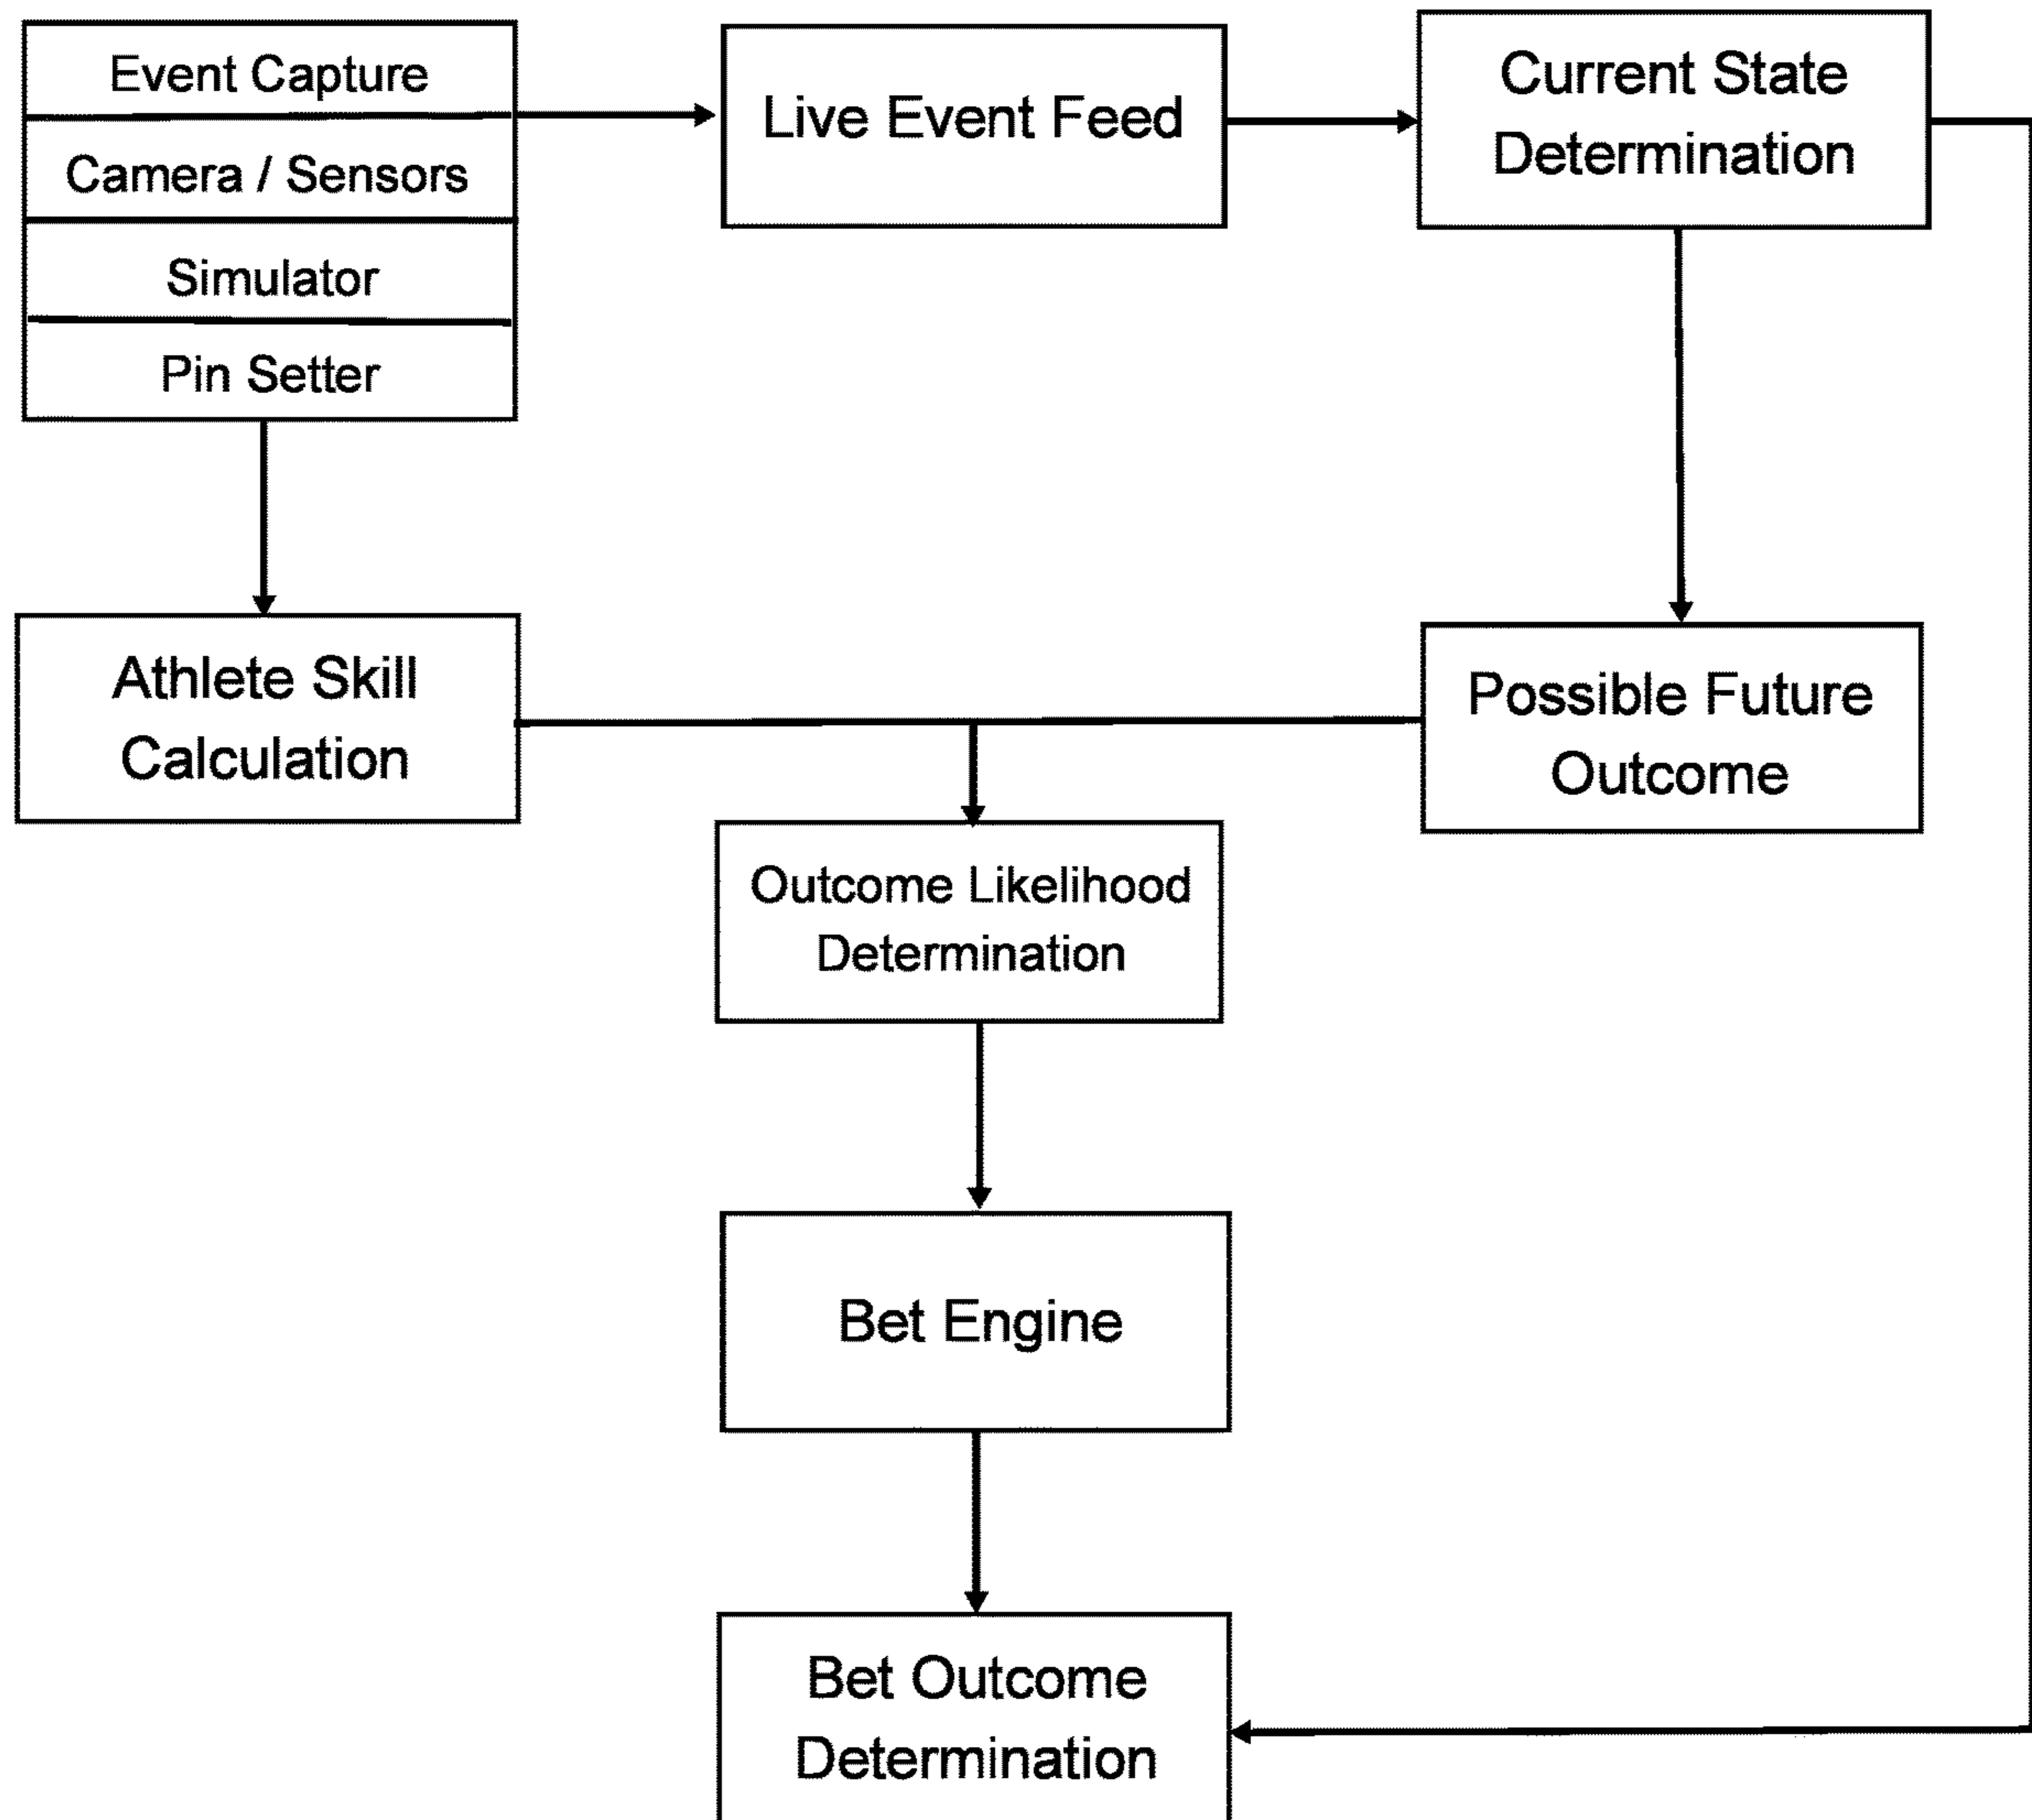 Event Capture
Camera / Sensors
Simulator
Pin Setter
Live Event Feed
Current State
Determination
Athlete Skill
Calculation
Possible Future
Outcome
Outcome Likelihood
Determination
Bet Engine
Bet Outcome
Determination